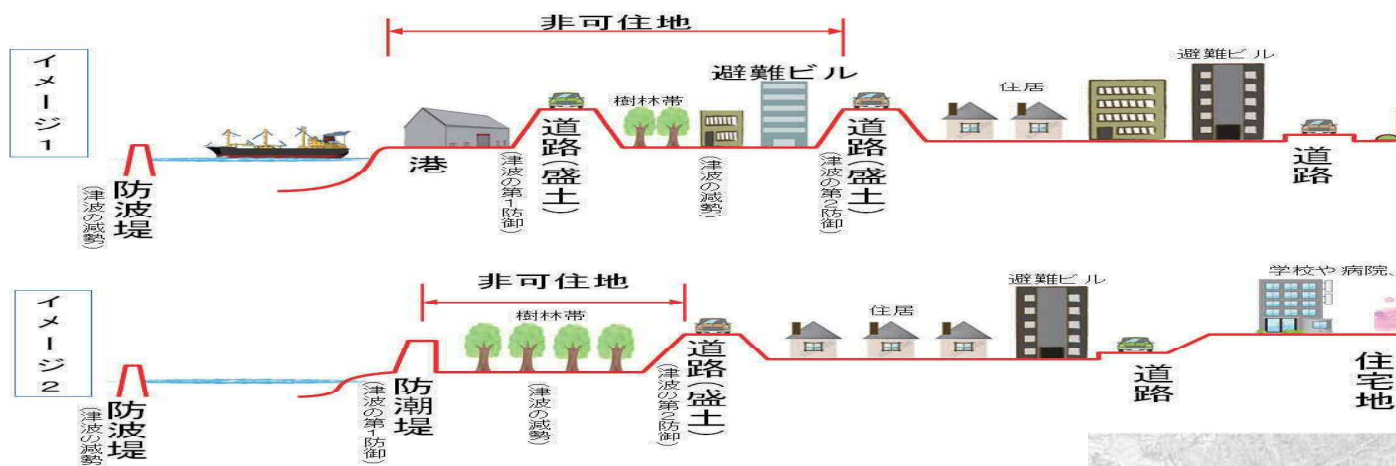 非可住地
イメージ1
避難ビル
樹林帯
避難ビル
住居
防波堤
(津波の減勢)
港
道路(盛土)
(津波の第1防御)
(津波の減勢)
道路(盛土)
(津波の第2防御)
道路
非可住地
イメージ2
樹林帯
住居
避難ビル
学校や病院、
防波堤
(津波の減勢)
防潮堤
(津波の第1防御)
(津波の減勢)
道路(盛土)
(津波の第2防御)
道路
住宅地